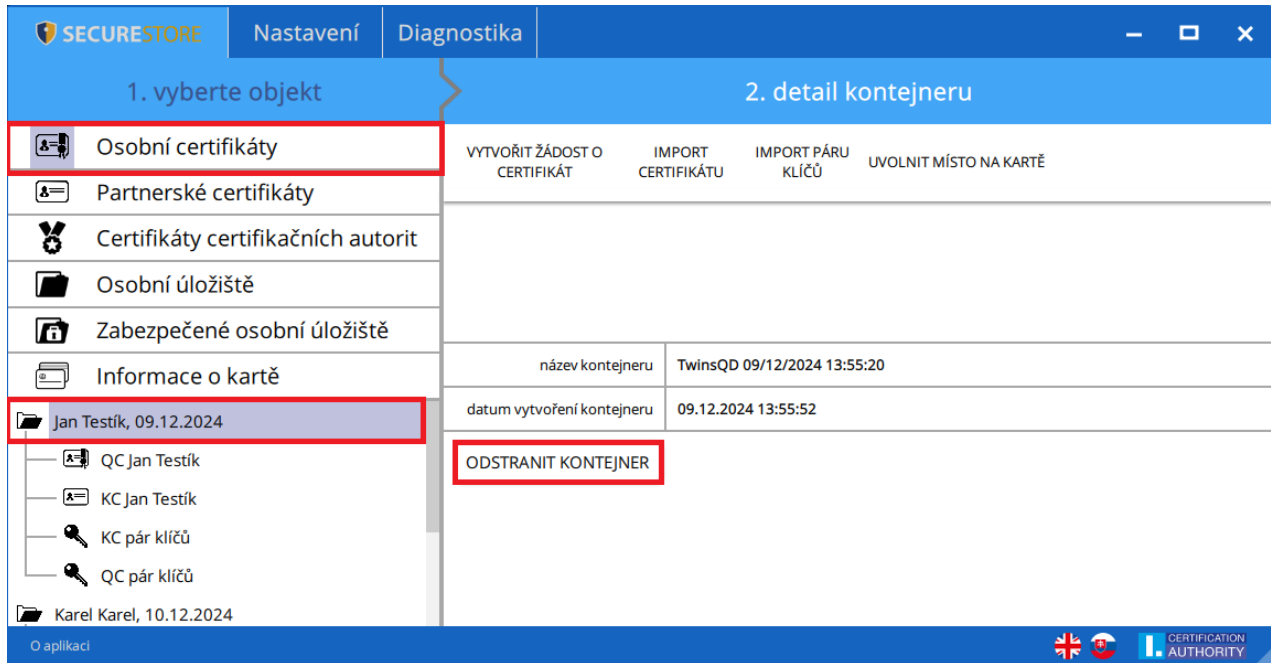 SECURESTORE
Nastavení
Diagnostika
1. vyberte objekt
2. detail kontejneru
Osobní certifikáty
Partnerské certifikáty
Certifikáty certifikačních autorit
Osobní úložiště
Zabezpečené osobní úložiště
Informace o kartě
Jan Testík, 09.12.2024
QC Jan Testík
KC Jan Testík
KC pár klíčů
QC pár klíčů
Karel Karel, 10.12.2024
VYTVOŘIT ŽÁDOST O
CERTIFIKÁT
IMPORT
CERTIFIKÁTU
IMPORT PÁRU
KLÍČŮ
UVOLNIT MÍSTO NA KARTĚ
název kontejneru
TwinsQD 09/12/2024 13:55:20
datum vytvoření kontejneru
09.12.2024 13:55:52
ODSTRANIT KONTEJNER
O aplikaci
I.
CERTIFICATION
AUTHORITY